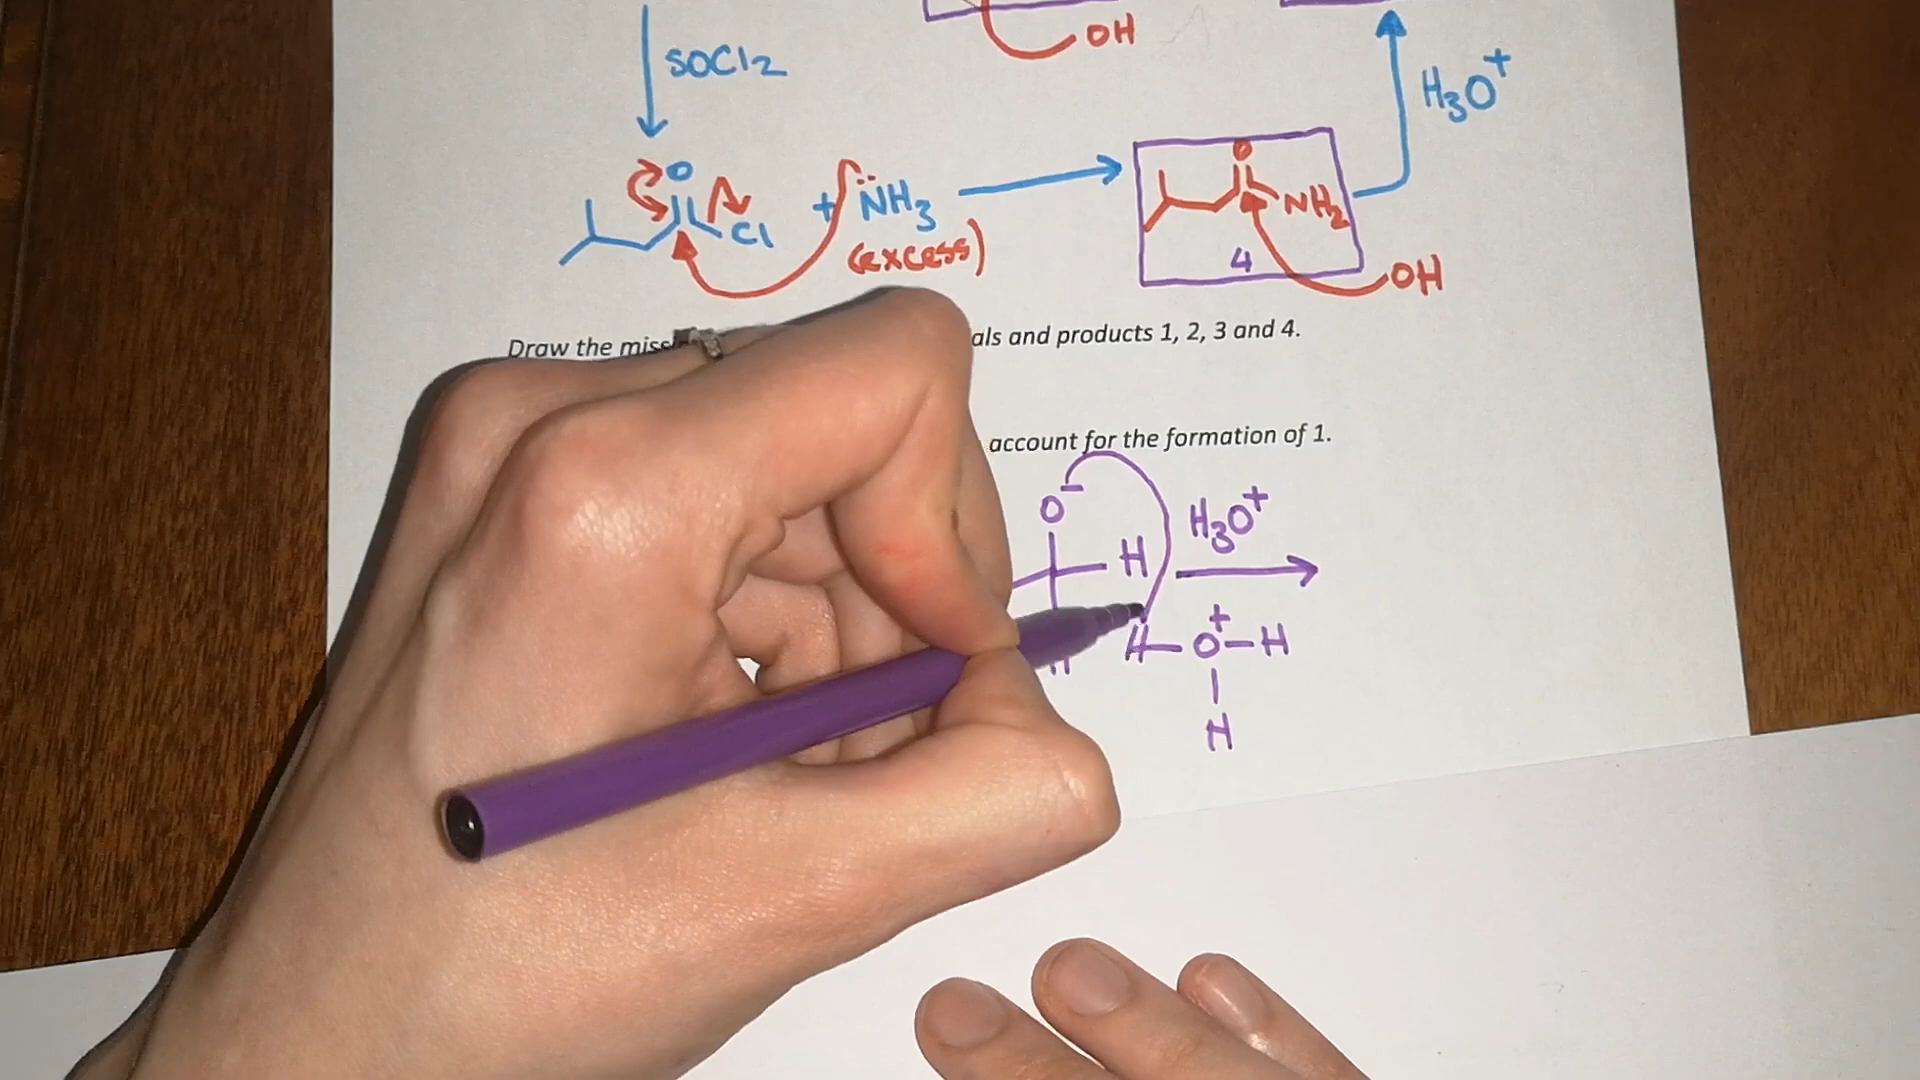 OH
SOCl2
H3O+
O
O
Cl
+ :NH3
(excess)
NH2
4
OH
Draw the als and products 1, 2, 3 and 4.
account for the formation of 1.
O-
H3O+
H
H-O+-H
H
H